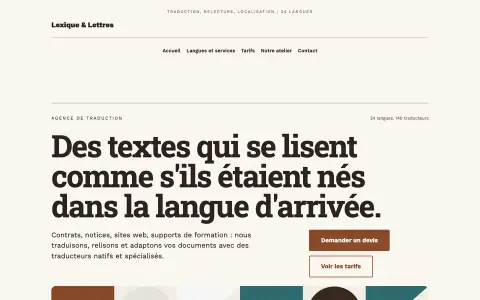 TRADUCTION, RELECTURE, LOCALISATION : 24 LANGUES
Lexique & Lettres
Accueil Langues et services Tarifs Notre atelier Contact
AGENCE DE TRADUCTION
24 langues, 140 traducteurs
Des textes qui se lisent
comme s'ils étaient nés
dans la langue d'arrivée.
Contrats, notices, sites web, supports de formation : nous
traduisons, relisons et adaptons vos documents avec des
traducteurs natifs et spécialisés.
Demander un devis
Voir les tarifs